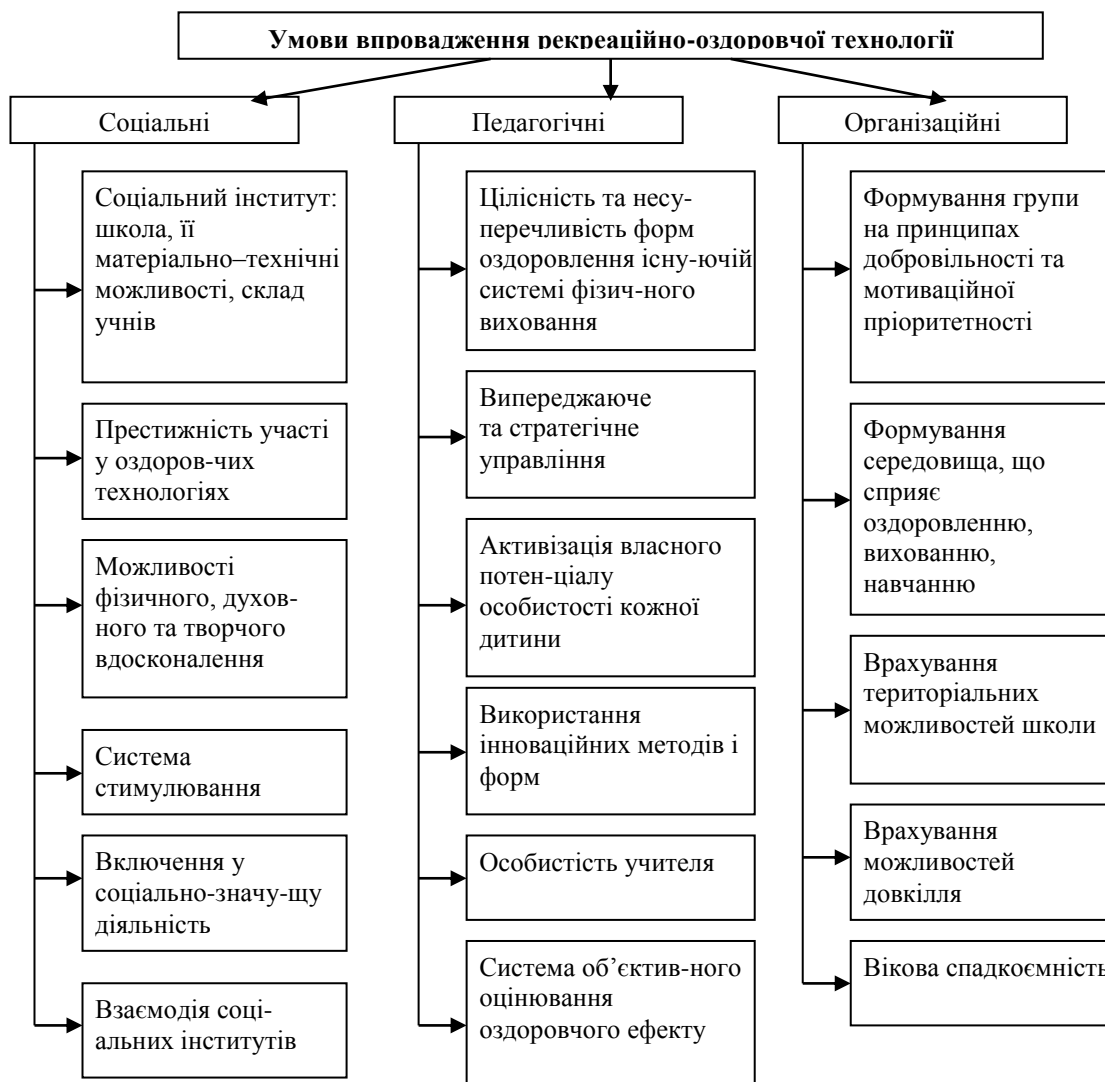 Умови впровадження рекреаційно-оздоровчої технології
Соціальні
Соціальний інститут:
школа, її
матеріально–технічні
можливості, склад
учнів
Престижність участі
у оздоров-чих
технологіях
Можливості
фізичного, духов-
ного та творчого
вдосконалення
Система
стимулювання
Включення у
соціально-значу-щу
діяльність
Взаємодія соці-
альних інститутів
Педагогічні
Цілісність та несу-
перечливість форм
оздоровлення існу-ючій
системі фізич-ного
виховання
Випереджаюче
та стратегічне
управління
Активізація власного
потен-ціалу
особистості кожної
дитини
Використання
інноваційних методів і
форм
Особистість учителя
Система об’єктив-ного
оцінювання
оздоровчого ефекту
Організаційні
Формування групи
на принципах
добровільності та
мотиваційної
пріоритетності
Формування
середовища, що
сприяє
оздоровленню,
вихованню,
навчанню
Врахування
територіальних
можливостей школи
Врахування
можливостей
довкілля
Вікова спадкоємність